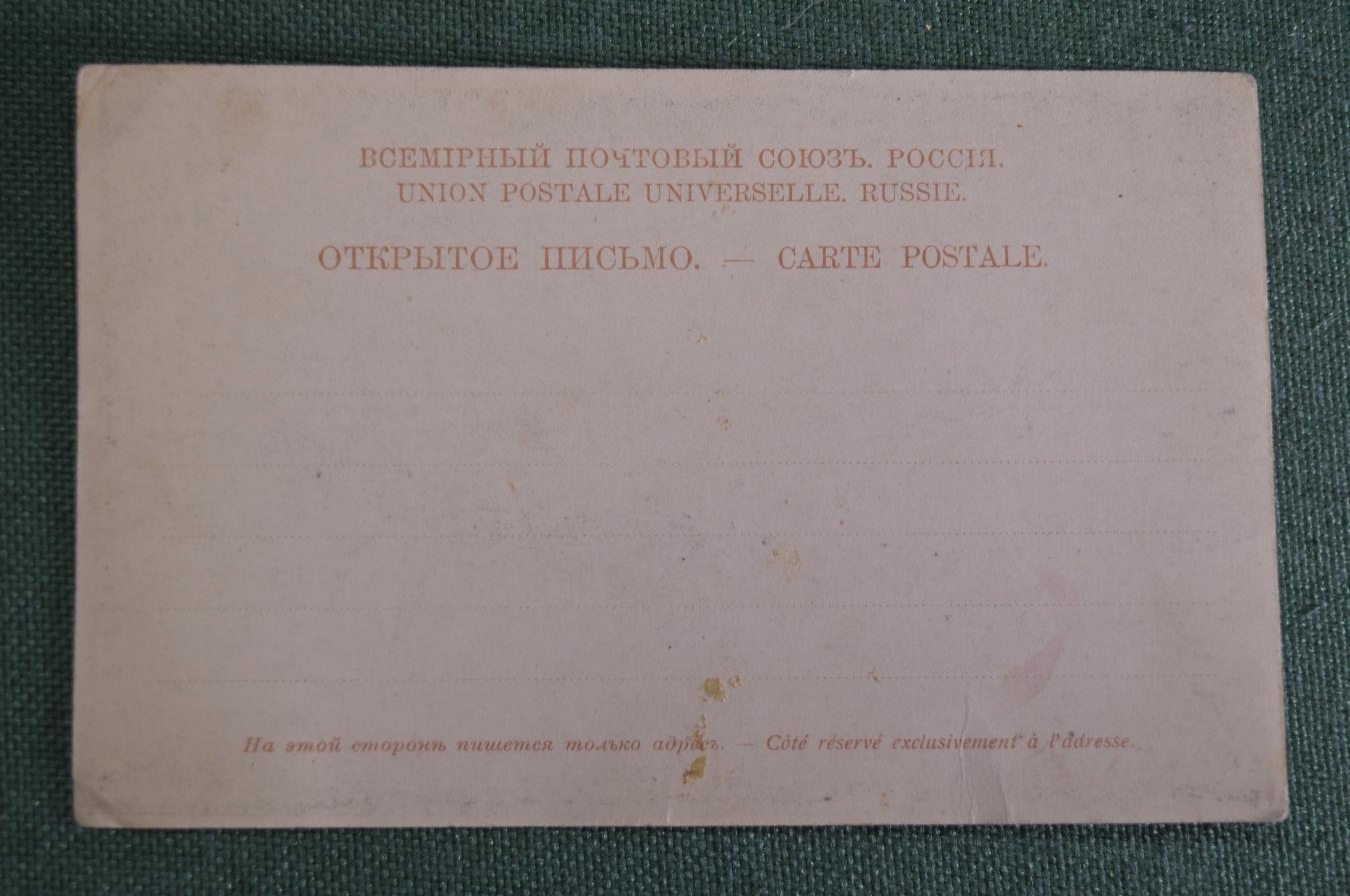 ВСЕМІРНЫЙ ПОЧТОВЫЙ СОЮЗЪ. РОССІЯ.
UNION POSTALE UNIVERSELLE. RUSSIE.
ОТКРЫТОЕ ПИСЬМО. — CARTE POSTALE.
На этой сторонѣ пишется только адресъ. — Côté réservé exclusivement à l'addresse.